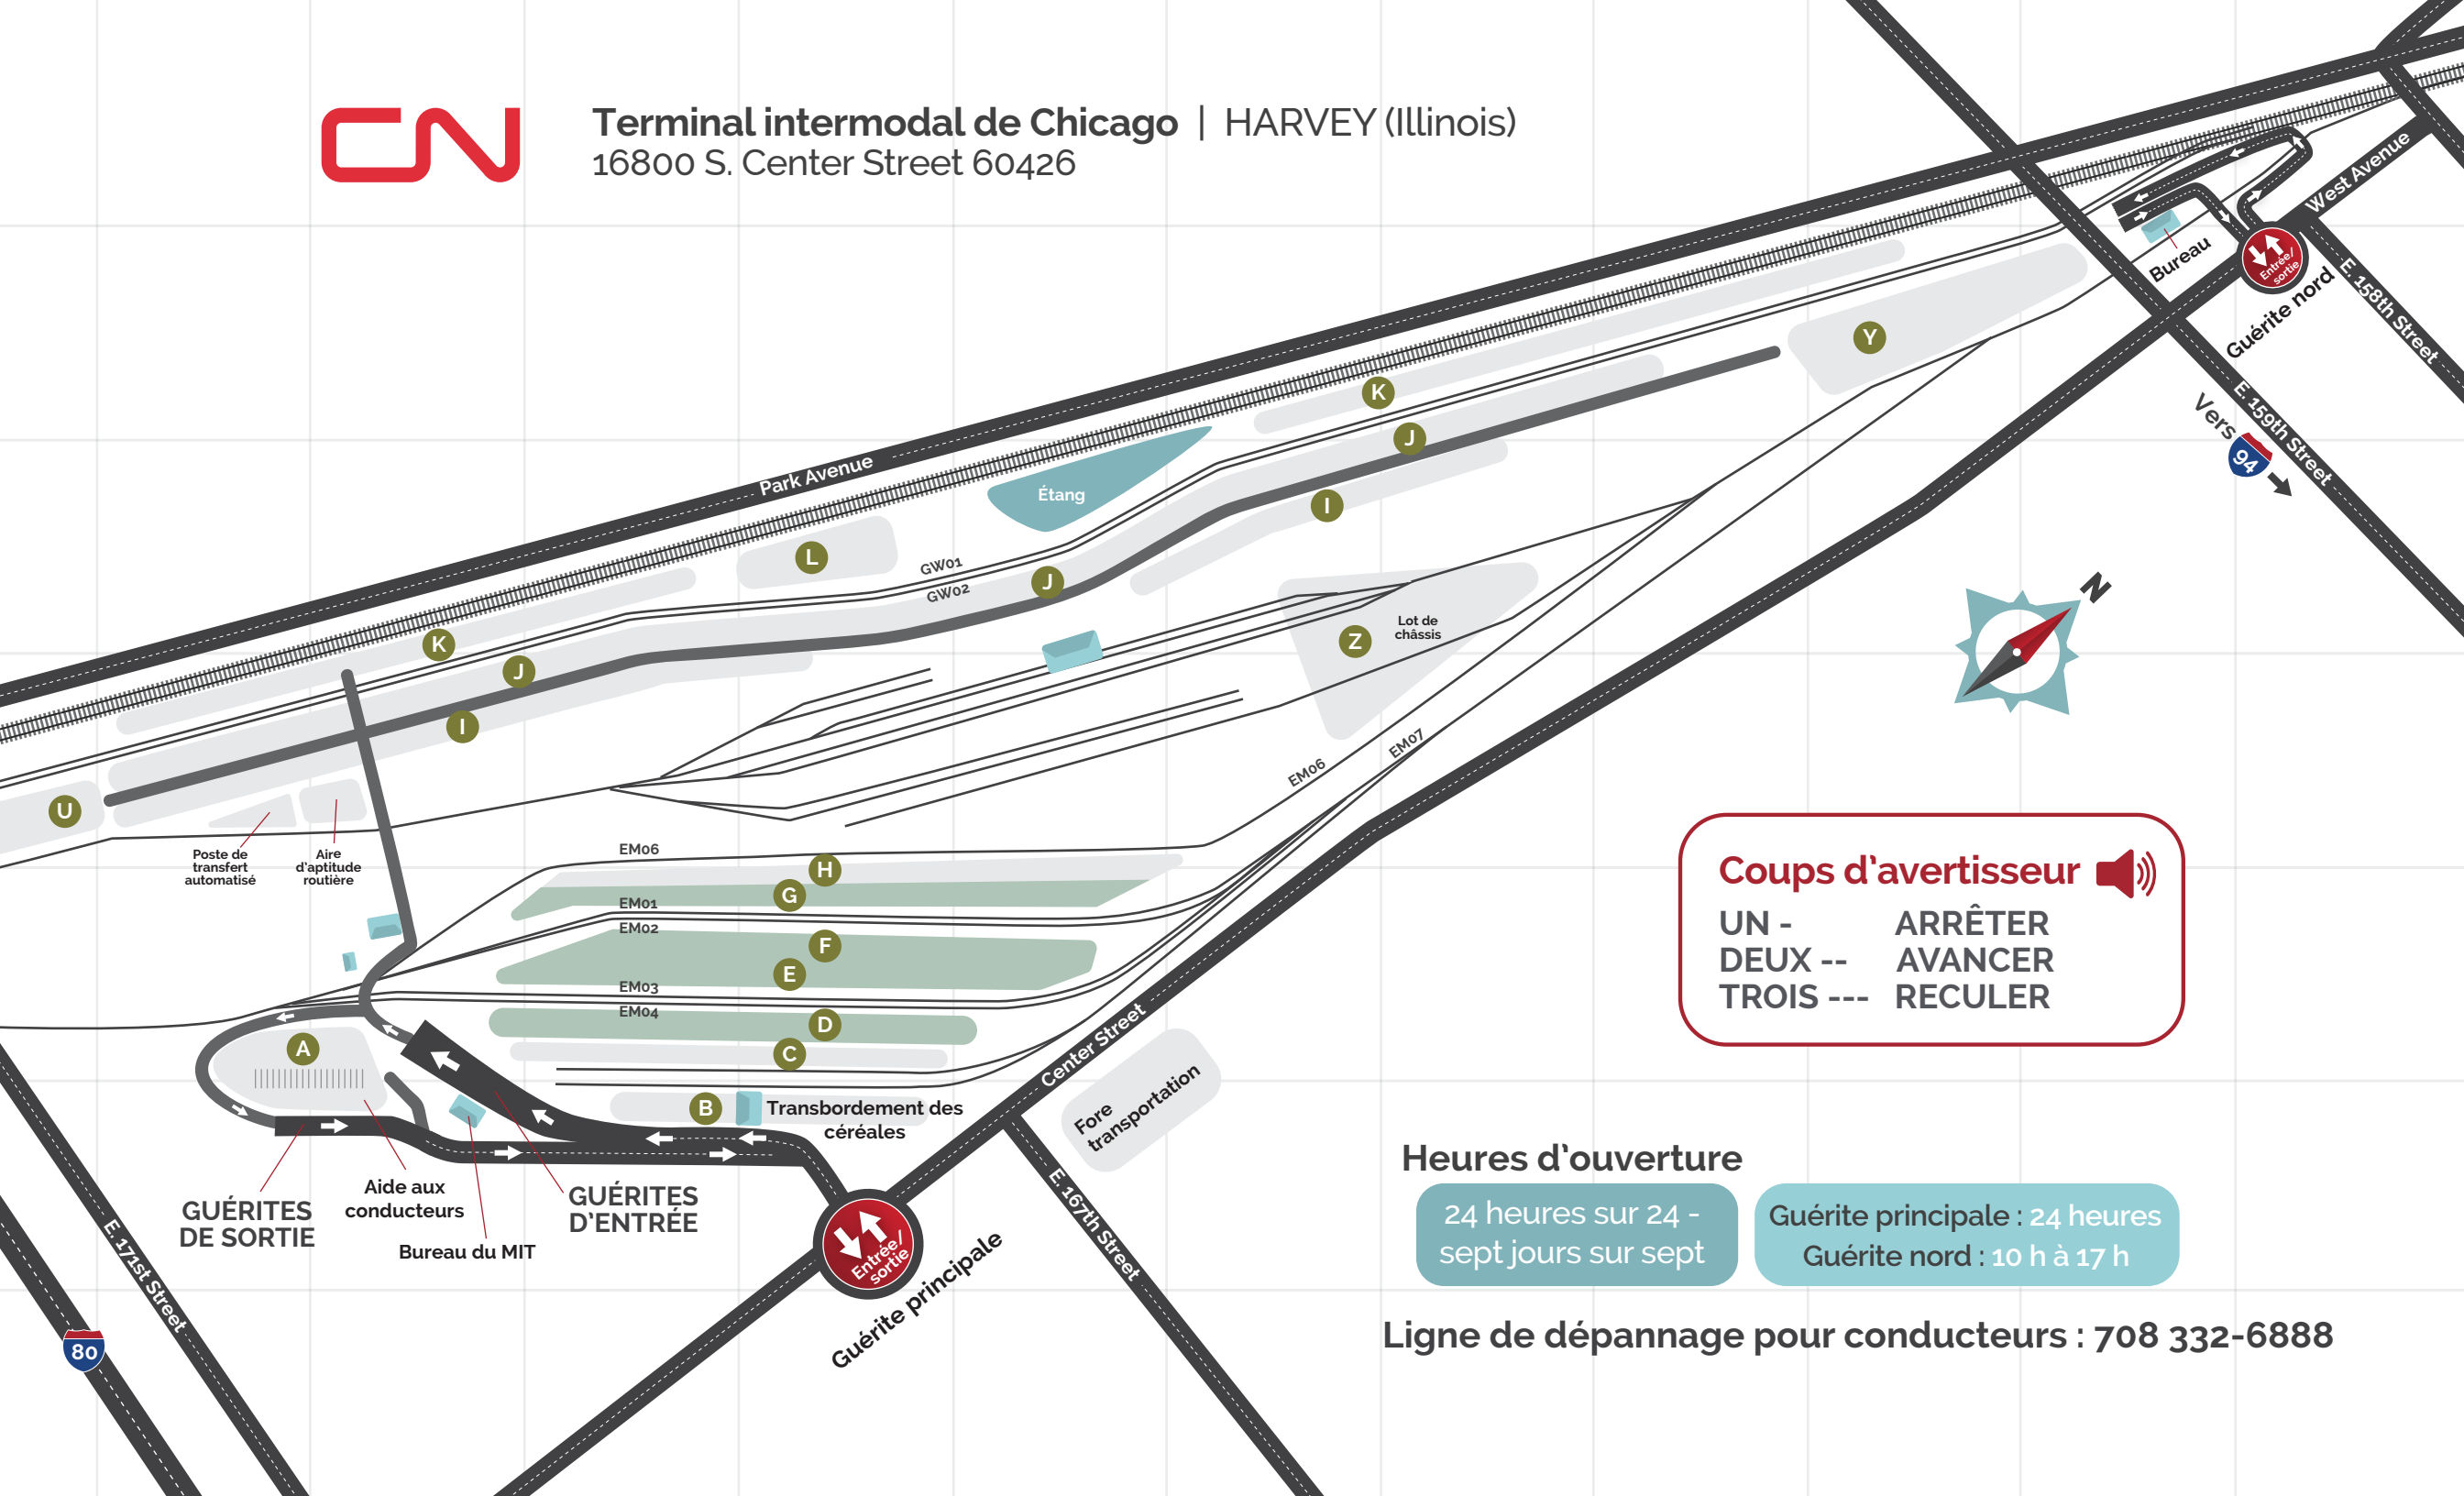 CN
Terminal intermodal de Chicago | HARVEY (Illinois)
16800 S. Center Street 60426
West Avenue
Bureau
Entrée/
sortie
Guérite nord
E. 158th Street
E. 159th Street
Vers
94
Y
K
J
I
Park Avenue
Étang
L
GW01
GW02
J
N
Z
Lot de
châssis
K
J
I
U
EM06
EM07
Poste de
transfert
automatisé
Aire
d'aptitude
routière
EM06
H
G
EM01
EM02
F
E
EM03
EM04
D
C
A
B
Transbordement des
céréales
Center Street
Fore
transportation
Coups d'avertisseur
UN - ARRÊTER
DEUX -- AVANCER
TROIS --- RECULER
GUÉRITES
DE SORTIE
Aide aux
conducteurs
Bureau du MIT
GUÉRITES
D'ENTRÉE
Entrée/
sortie
Guérite principale
E. 167th Street
E. 171st Street
80
Heures d'ouverture
24 heures sur 24 -
sept jours sur sept
Guérite principale : 24 heures
Guérite nord : 10 h à 17 h
Ligne de dépannage pour conducteurs : 708 332-6888